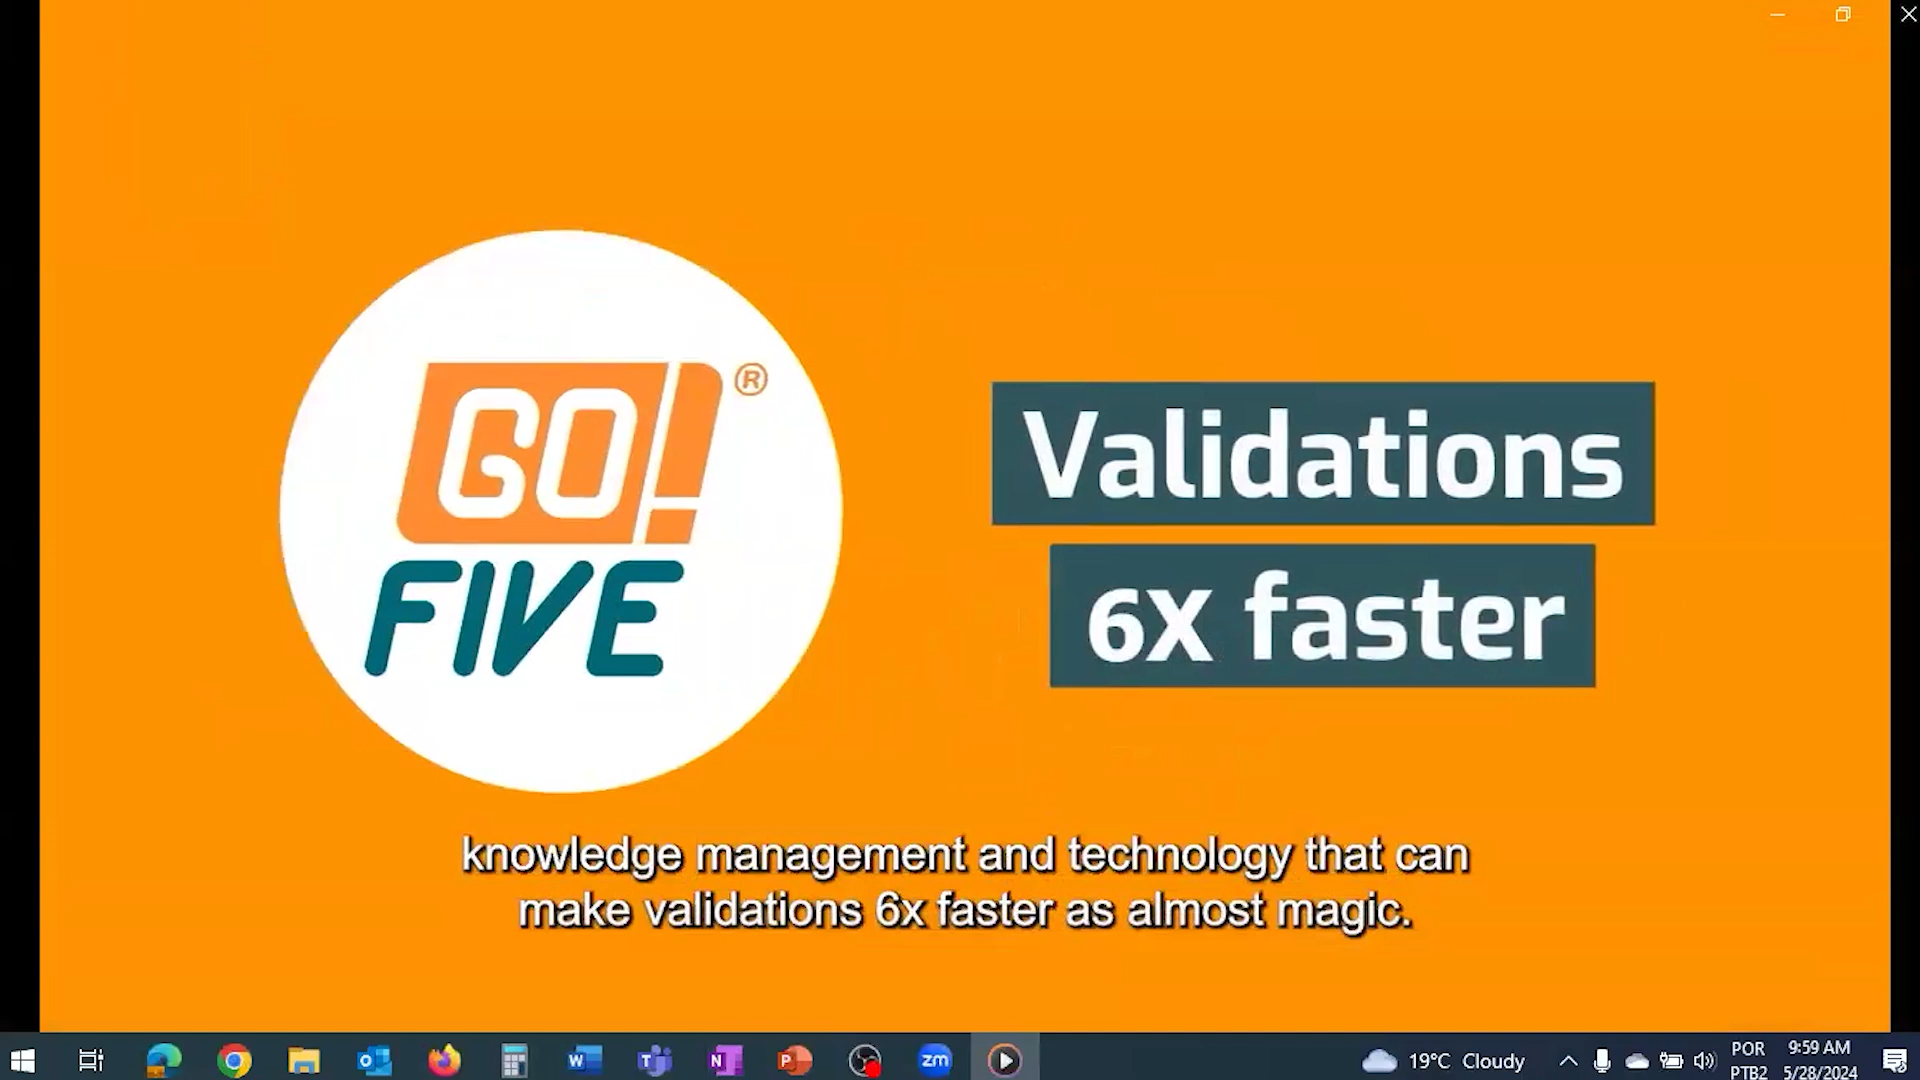 GO!®
FIVE
Validations
6X faster
knowledge management and technology that can
make validations 6x faster as almost magic.
zm
19°C Cloudy
POR
PTB2
9:59 AM
5/28/2024